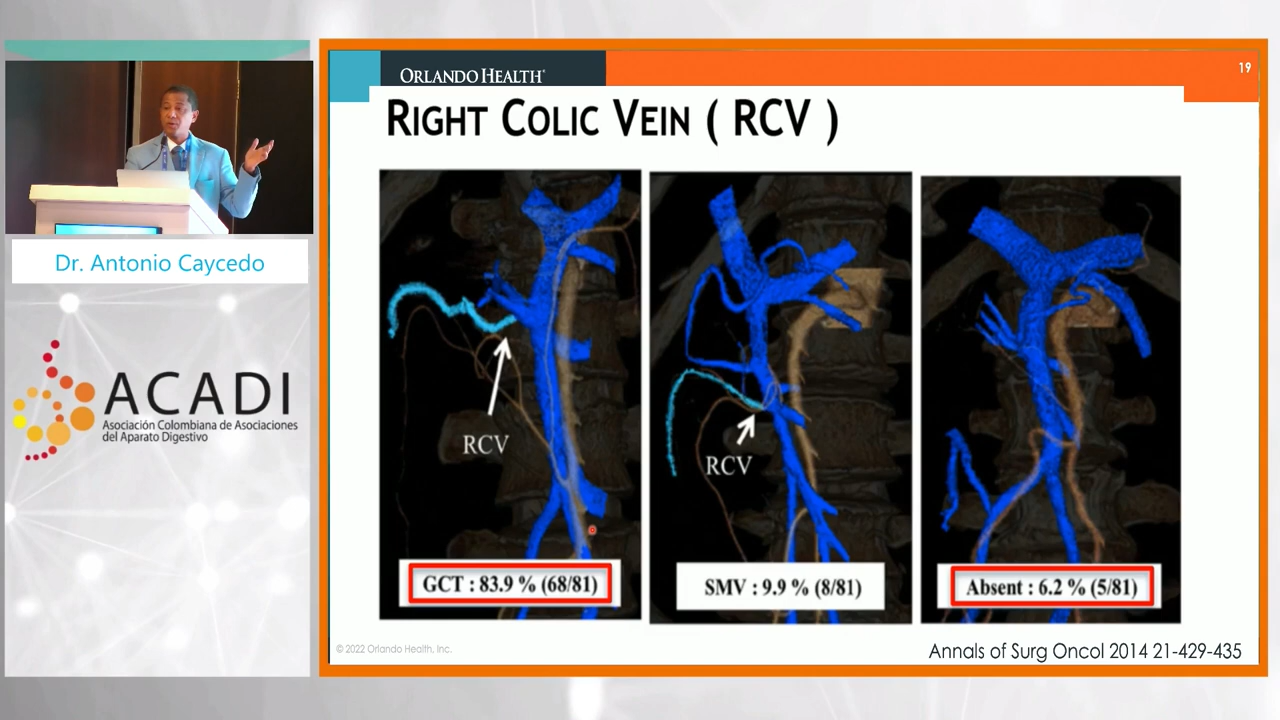 ORLANDO HEALTH®
19
RIGHT COLIC VEIN ( RCV )
RCV
RCV
GCT : 83.9 % (68/81)
SMV : 9.9 % (8/81)
Absent : 6.2 % (5/81)
© 2022 Orlando Health, Inc.
Annals of Surg Oncol 2014 21-429-435
Dr. Antonio Caycedo
ACADI
Asociación Colombiana de Asociaciones
del Aparato Digestivo